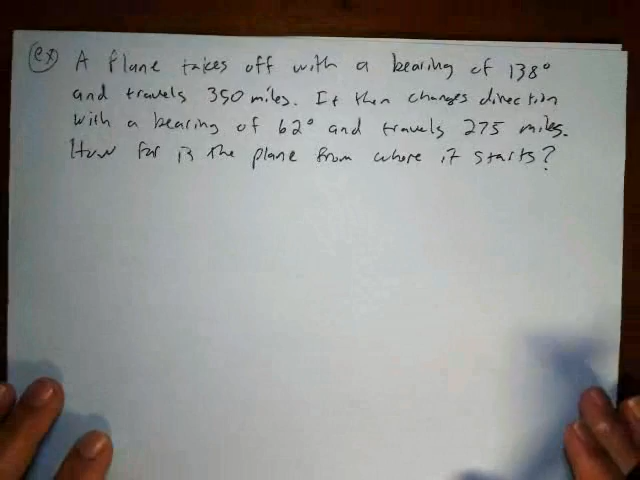 ex A Plane takes off with a bearing of 138°
and travels 350 miles. It then changes direction
with a bearing of 62° and travels 275 miles.
How far is the plane from where it starts?